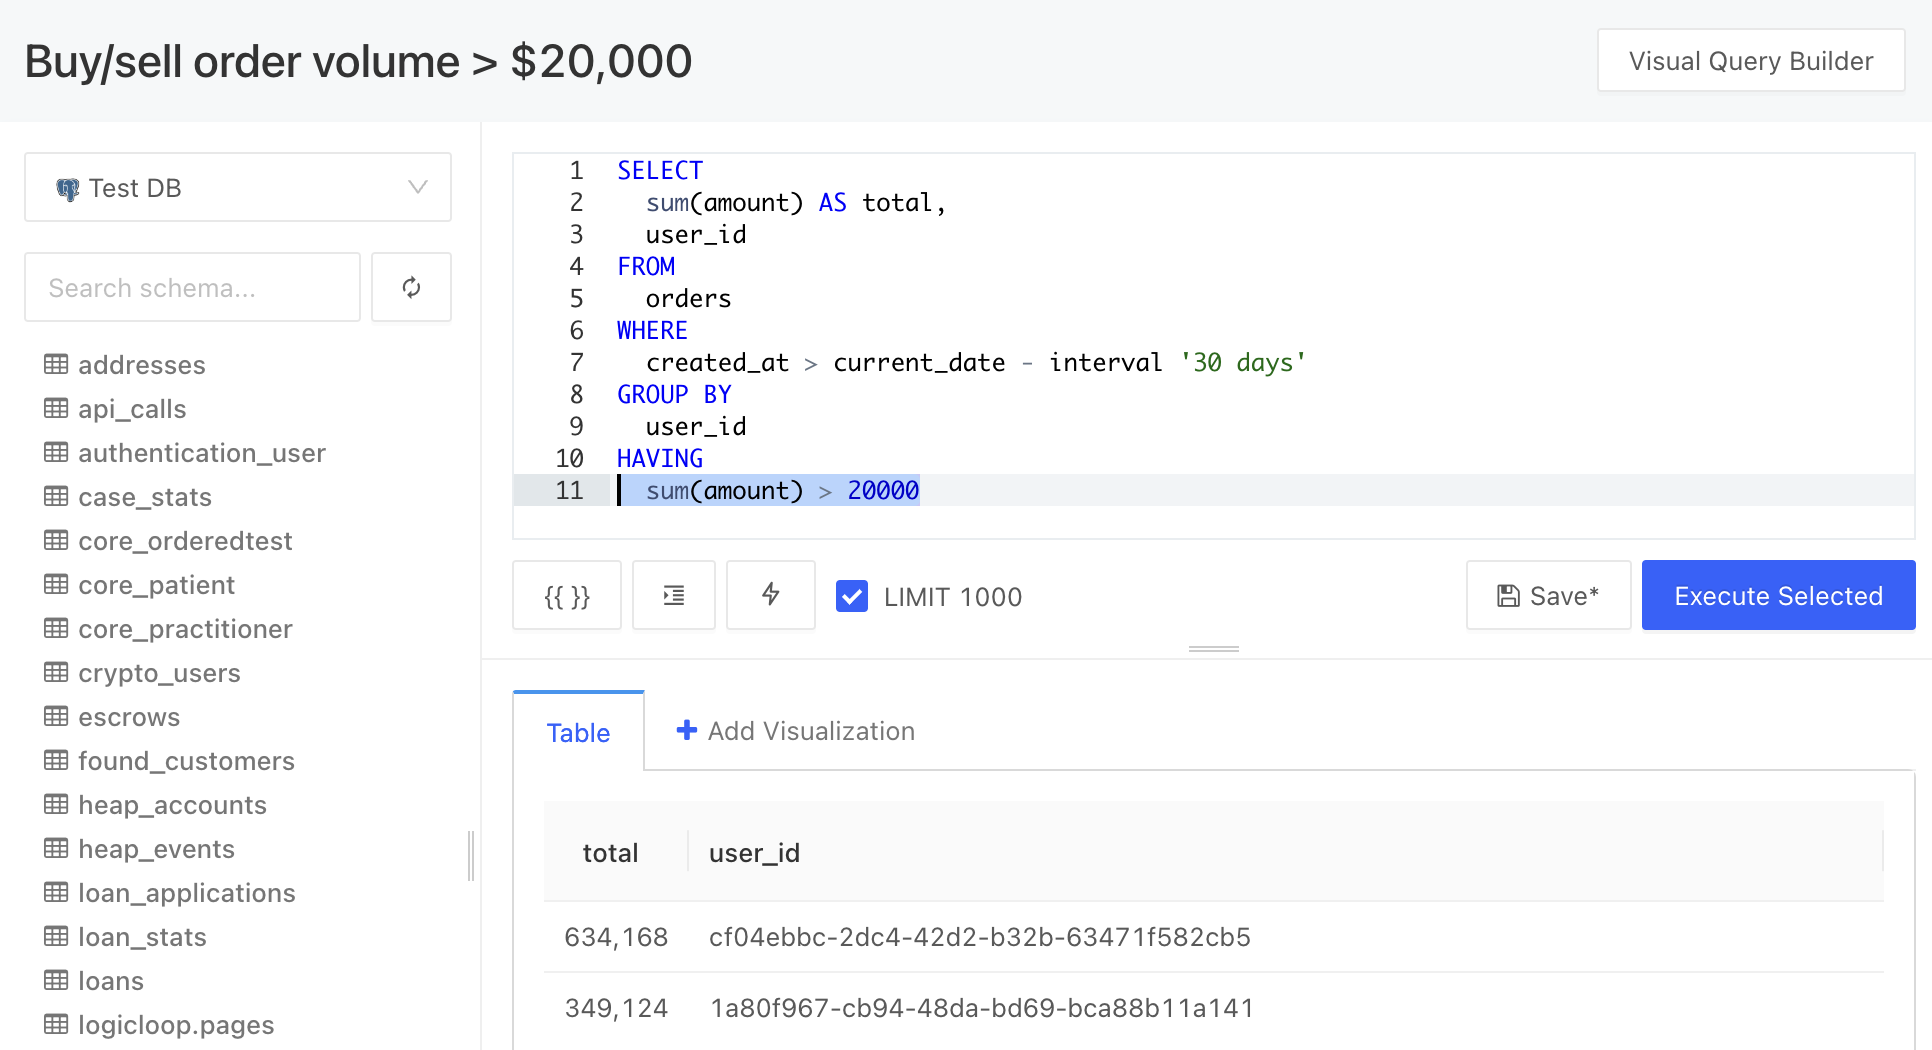 Buy/sell order volume > $20,000
Visual Query Builder
Test DB
Search schema...
addresses
api_calls
authentication_user
case_stats
core_orderedtest
core_patient
core_practitioner
crypto_users
escrows
found_customers
heap_accounts
heap_events
loan_applications
loan_stats
loans
logicloop.pages
1 SELECT
2 sum(amount) AS total,
3 user_id
4 FROM
5 orders
6 WHERE
7 created_at > current_date - interval '30 days'
8 GROUP BY
9 user_id
10 HAVING
11 sum(amount) > 20000
{{ }} LIMIT 1000 Save* Execute Selected
Table Add Visualization
total user_id
634,168 cf04ebbc-2dc4-42d2-b32b-63471f582cb5
349,124 1a80f967-cb94-48da-bd69-bca88b11a141